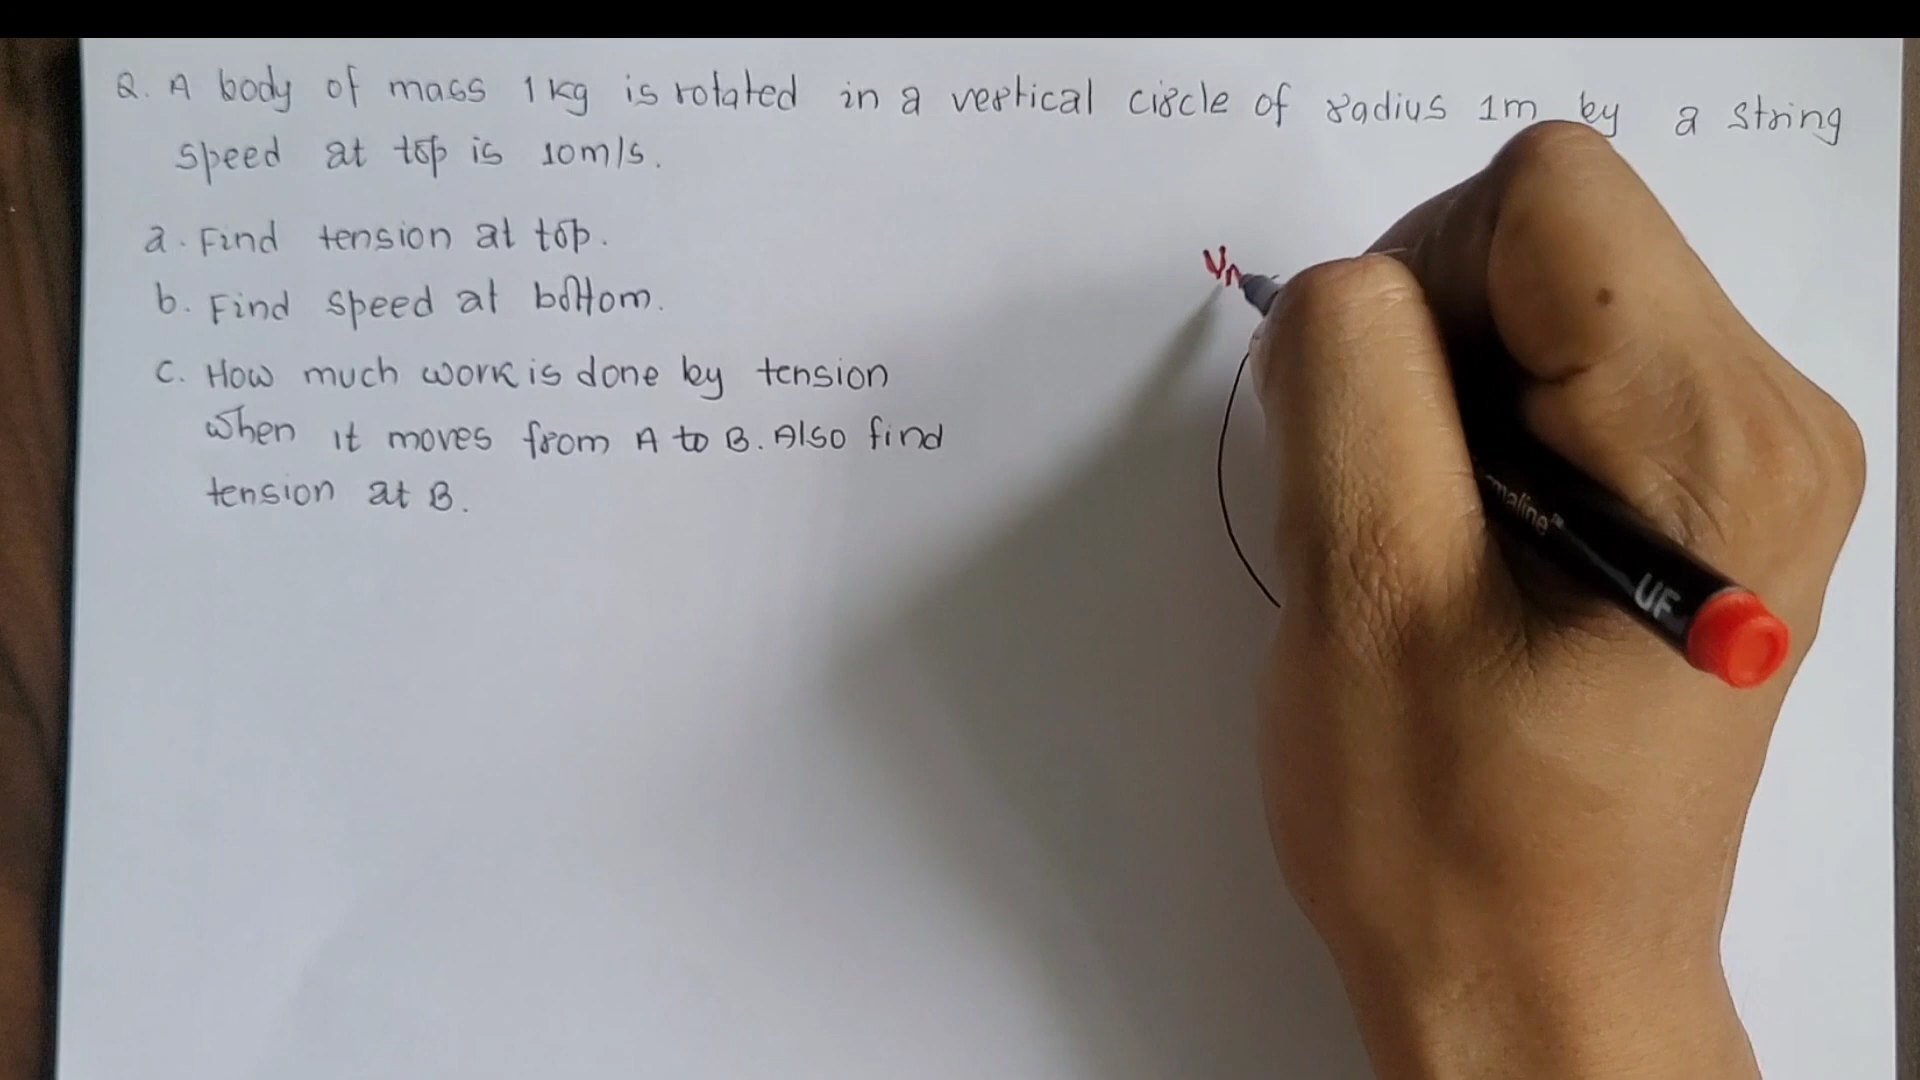 Q. A body of mass 1kg is rotated in a vertical circle of radius 1m by a string
speed at top is 10m/s.
a. Find tension at top.
b. Find speed at bottom.
c. How much work is done by tension
when it moves from A to B. Also find
tension at B.
maline
UF